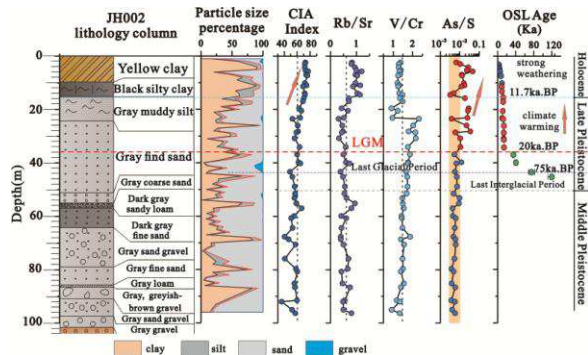 JH002
lithology column
Particle size
percentage
CIA
Index
Rb/Sr
V/Cr
As/S
OSL Age
(Ka)
0 50 100
40 60 80
0 1 2
1 2
10⁻³ 0.1
0 40 80 120
Depth(m)
0
20
40
60
80
100
Yellow clay
Black silty clay
Gray muddy silt
Gray find sand
Gray coarse sand
Dark gray
sandy loam
Dark gray
fine sand
Gray sand gravel
Gray fine sand
Gray loam
Gray, greyish-
brown gravel
Gray sand gravel
Gray gravel
LGM
Last Glacial Period
Last Interglacial Period
strong
weathering
11.7ka.BP
climate
warming
20ka.BP
75ka.BP
Holocene
Late Pleistocene
Middle Pleistocene
clay silt sand gravel